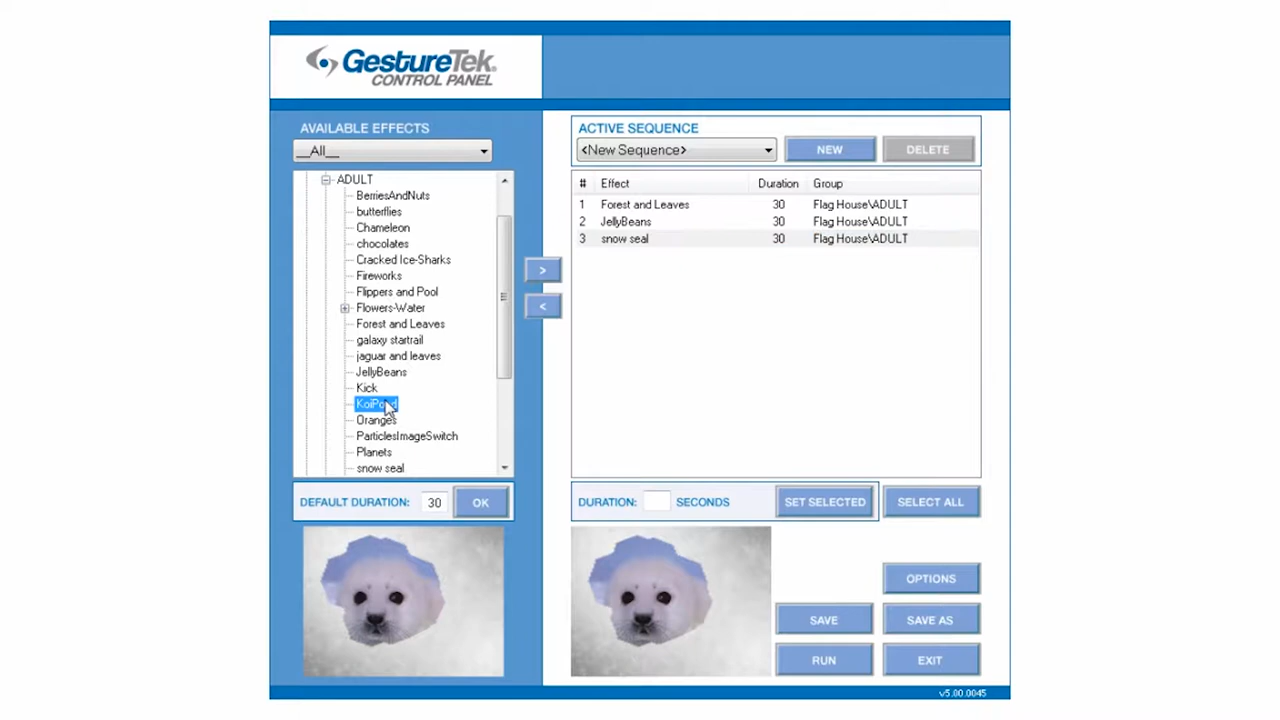 GestureTek
CONTROL PANEL
AVAILABLE EFFECTS
__All__
ADULT
BerriesAndNuts
butterflies
Chameleon
chocolates
Cracked Ice-Sharks
Fireworks
Flippers and Pool
Flowers-Water
Forest and Leaves
galaxy startrail
jaguar and leaves
JellyBeans
Kick
KoiPond
Oranges
ParticlesImageSwitch
Planets
snow seal
DEFAULT DURATION: 30 OK
> 
<
ACTIVE SEQUENCE
<New Sequence> NEW DELETE
# Effect Duration Group
1 Forest and Leaves 30 Flag House\ADULT
2 JellyBeans 30 Flag House\ADULT
3 snow seal 30 Flag House\ADULT
DURATION: SECONDS SET SELECTED SELECT ALL
OPTIONS
SAVE SAVE AS
RUN EXIT
v5.00.0045